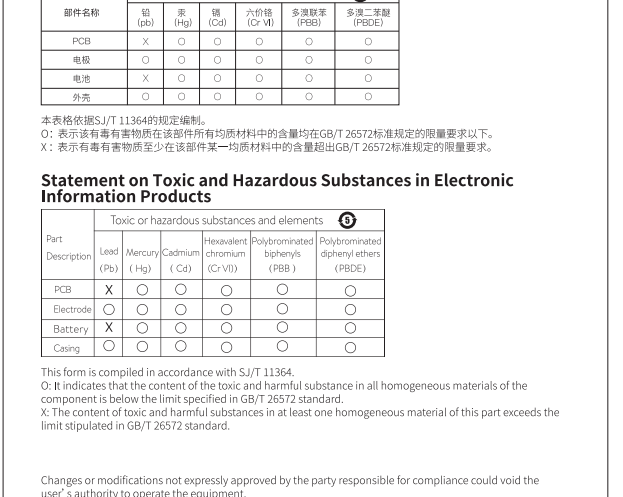 部件名称 铅 汞 镉 六价铬 多溴联苯 多溴二苯醚
(pb) (Hg) (Cd) (Cr Ⅵ) (PBB) (PBDE)
PCB X O O O O O
电极 O O O O O O
电池 X O O O O O
外壳 O O O O O O
本表格依据SJ/T 11364的规定编制。
O：表示该有毒有害物质在该部件所有均质材料中的含量均在GB/T 26572标准规定的限量要求以下。
X：表示有毒有害物质至少在该部件某一均质材料中的含量超出GB/T 26572标准规定的限量要求。
Statement on Toxic and Hazardous Substances in Electronic
Information Products
Toxic or hazardous substances and elements 5
Part Description
Lead (Pb)
Mercury (Hg)
Cadmium (Cd)
Hexavalent chromium (Cr VI))
Polybrominated biphenyls (PBB)
Polybrominated diphenyl ethers (PBDE)
PCB X O O O O O
Electrode O O O O O O
Battery X O O O O O
Casing O O O O O O
This form is compiled in accordance with SJ/T 11364.
O: It indicates that the content of the toxic and harmful substance in all homogeneous materials of the
component is below the limit specified in GB/T 26572 standard.
X: The content of toxic and harmful substances in at least one homogeneous material of this part exceeds the
limit stipulated in GB/T 26572 standard.
Changes or modifications not expressly approved by the party responsible for compliance could void the
user's authority to operate the equipment.